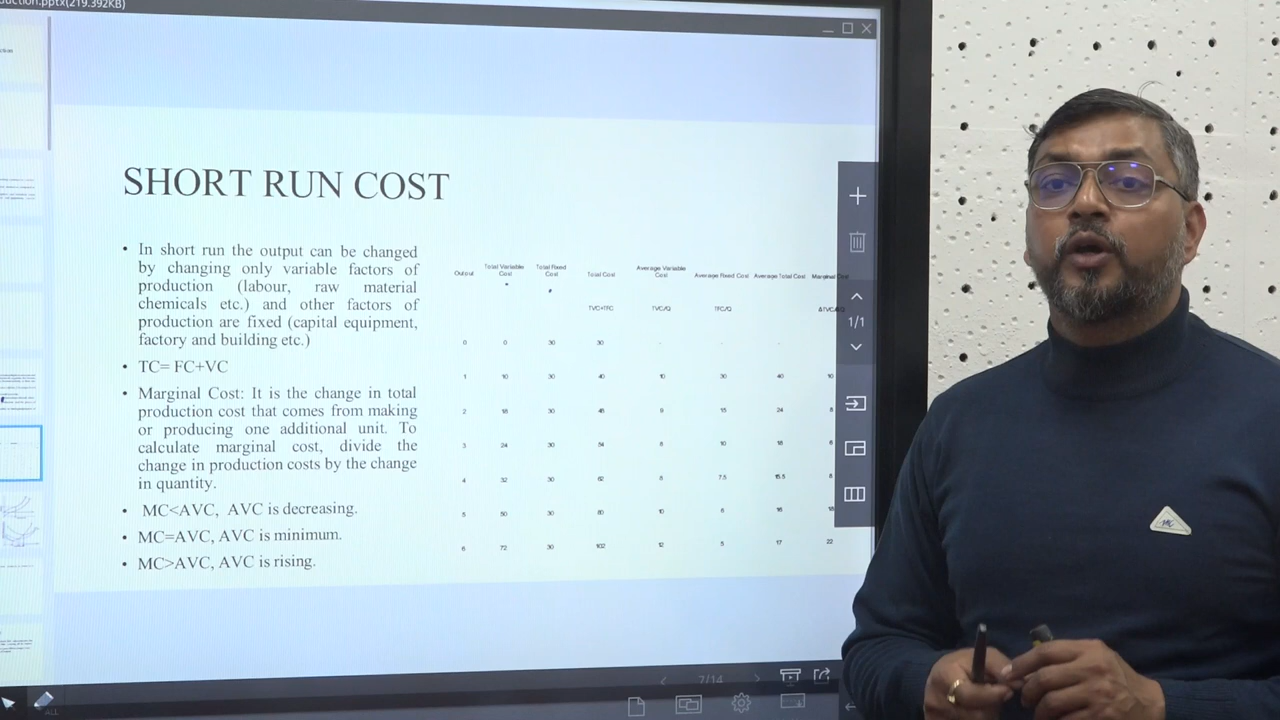 uction.pptx(219.392KB)
SHORT RUN COST
• In short run the output can be changed
by changing only variable factors of
production (labour, raw material
chemicals etc.) and other factors of
production are fixed (capital equipment,
factory and building etc.)
• TC= FC+VC
• Marginal Cost: It is the change in total
production cost that comes from making
or producing one additional unit. To
calculate marginal cost, divide the
change in production costs by the change
in quantity.
• MC<AVC, AVC is decreasing.
• MC=AVC, AVC is minimum.
• MC>AVC, AVC is rising.
Output Total Variable Cost Total Fixed Cost Total Cost Average Variable Cost Average Fixed Cost Average Total Cost Marginal Cost
TVC+TFC TVC/Q TFC/Q
0 0 30 30 - - -
1 10 30 40 10 30 40 10
2 18 30 48 9 15 24 8
3 24 30 54 8 10 18 6
4 32 30 62 8 7.5 15.5 8
5 50 30 80 10 6 16 18
6 72 30 102 12 5 17 22
1/1
7/14
ALL